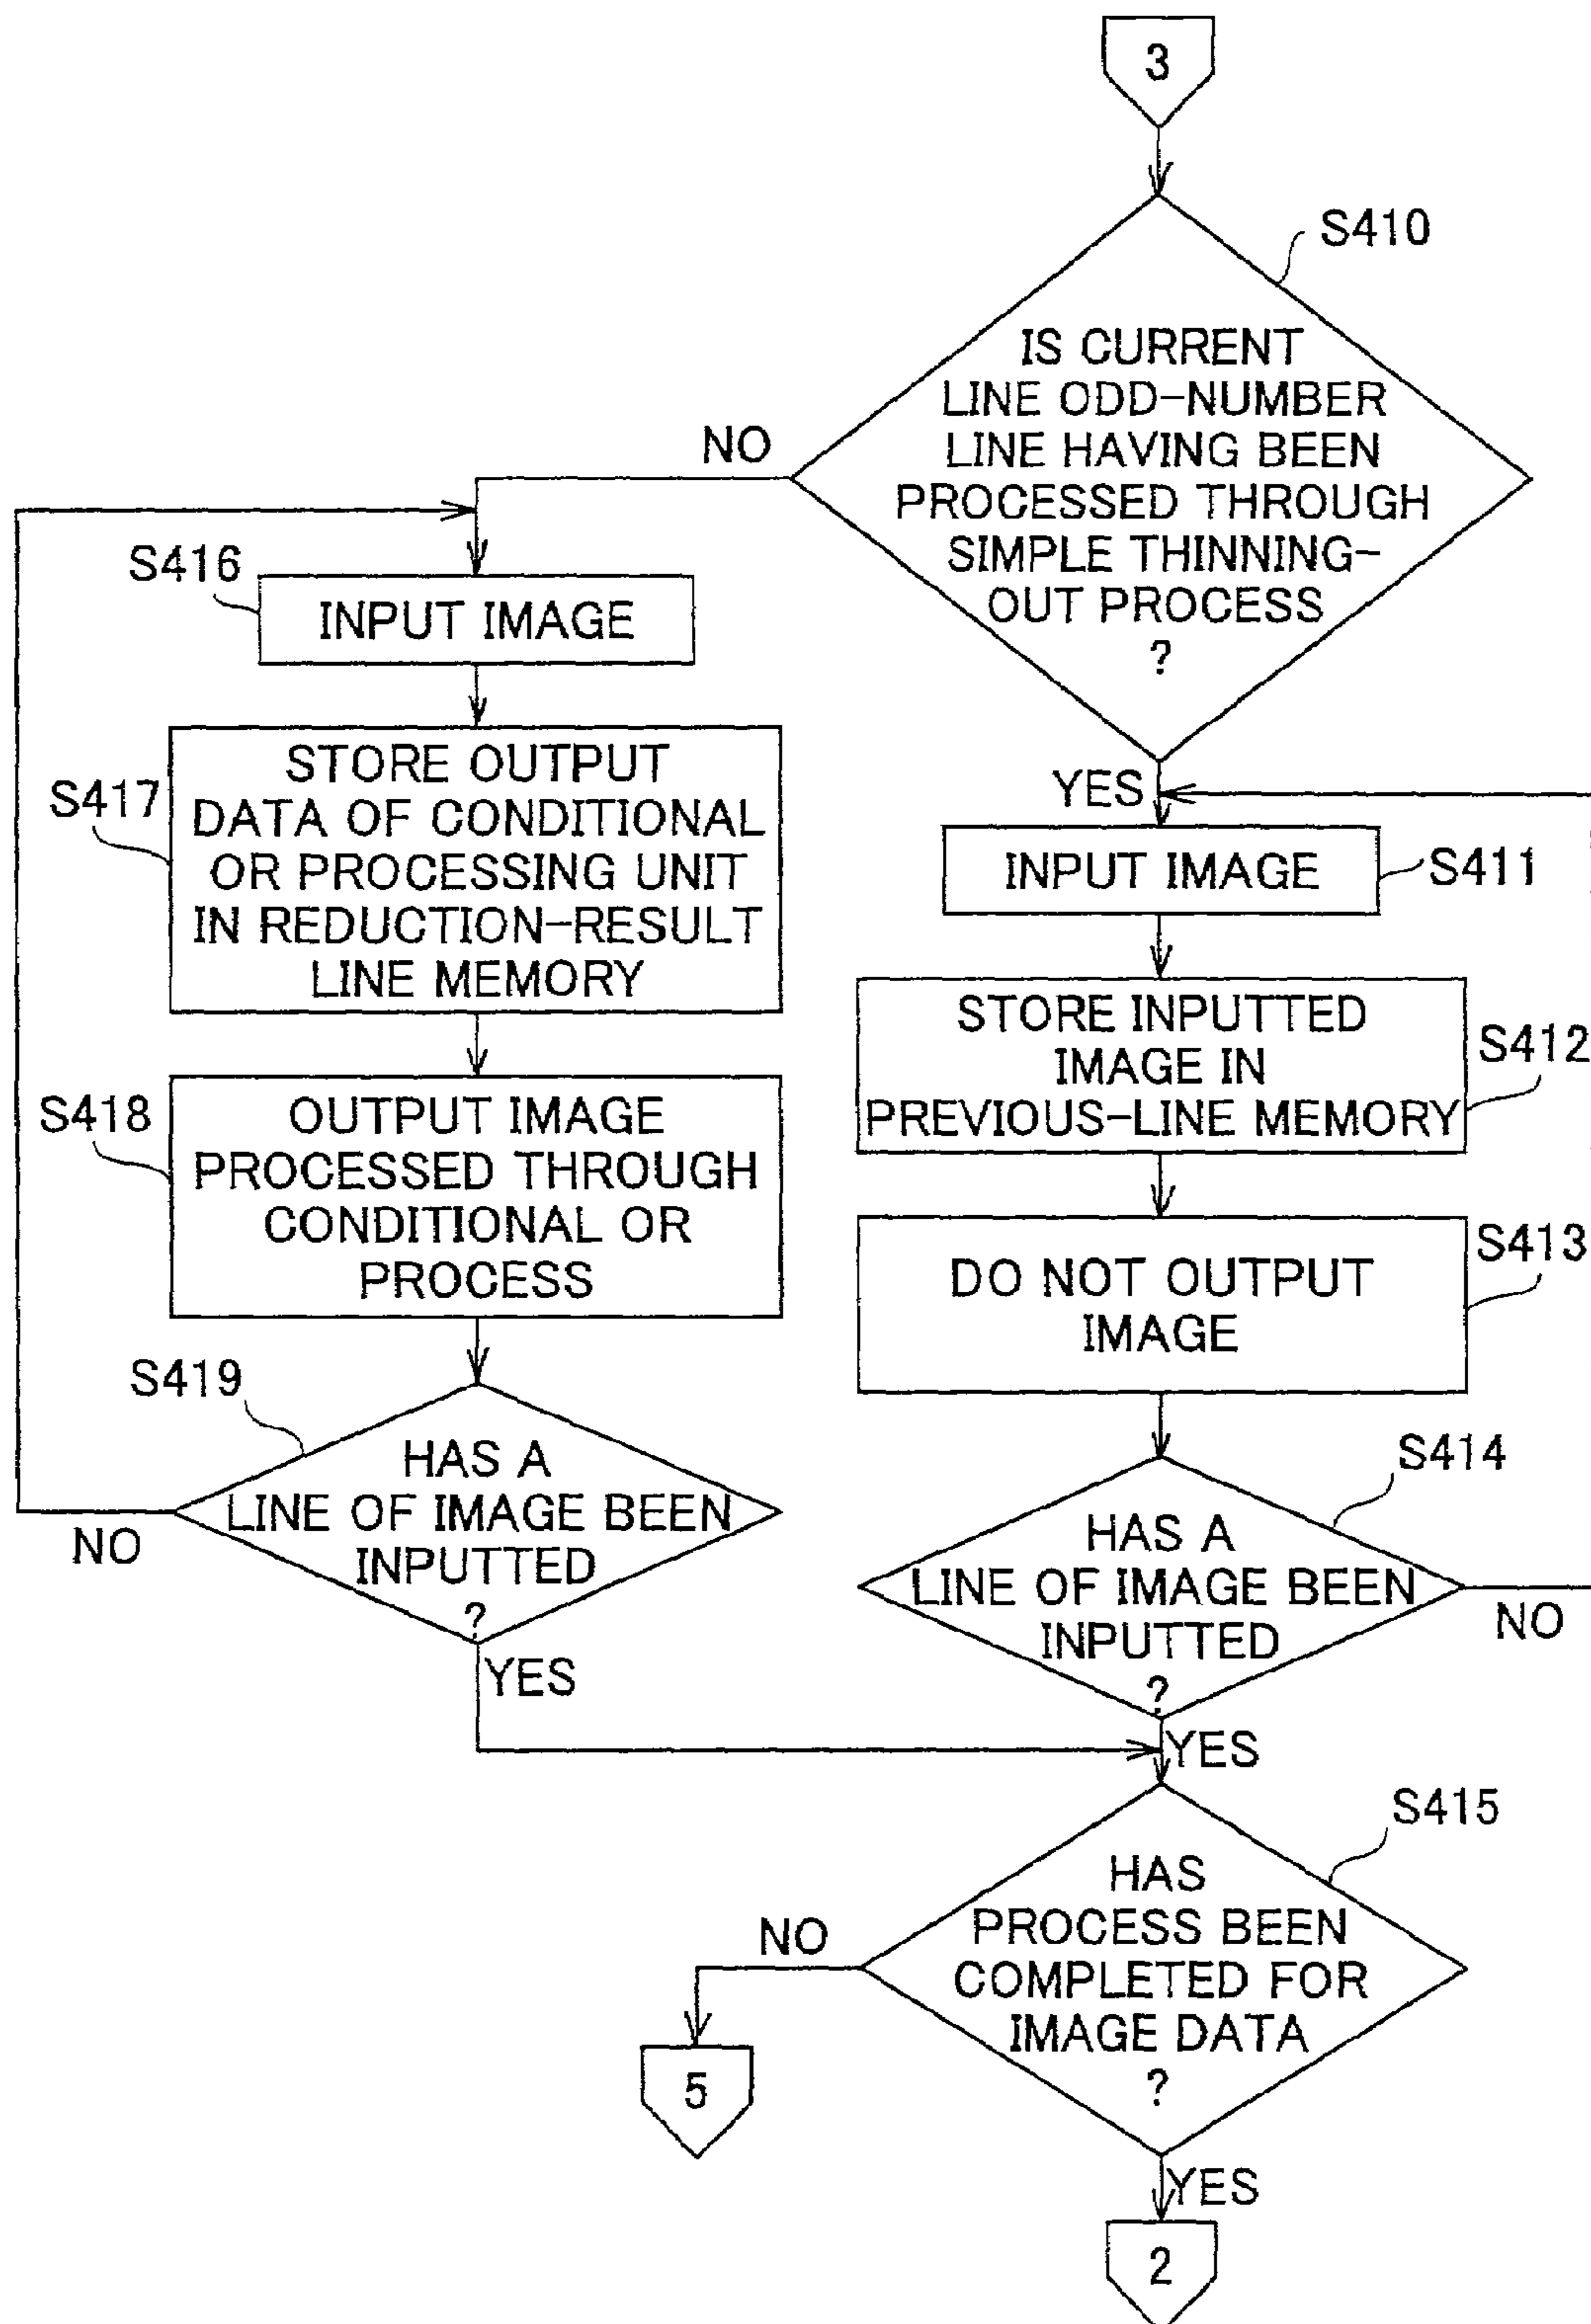 3
S410
IS CURRENT
LINE ODD-NUMBER
LINE HAVING BEEN
PROCESSED THROUGH
SIMPLE THINNING-
OUT PROCESS
?
NO
YES
S416
INPUT IMAGE
S417
STORE OUTPUT
DATA OF CONDITIONAL
OR PROCESSING UNIT
IN REDUCTION-RESULT
LINE MEMORY
S418
OUTPUT IMAGE
PROCESSED THROUGH
CONDITIONAL OR
PROCESS
S419
HAS A
LINE OF IMAGE BEEN
INPUTTED
?
NO
YES
INPUT IMAGE
S411
STORE INPUTTED
IMAGE IN
PREVIOUS-LINE MEMORY
S412
DO NOT OUTPUT
IMAGE
S413
S414
HAS A
LINE OF IMAGE BEEN
INPUTTED
?
NO
YES
S415
HAS
PROCESS BEEN
COMPLETED FOR
IMAGE DATA
?
NO
5
YES
2